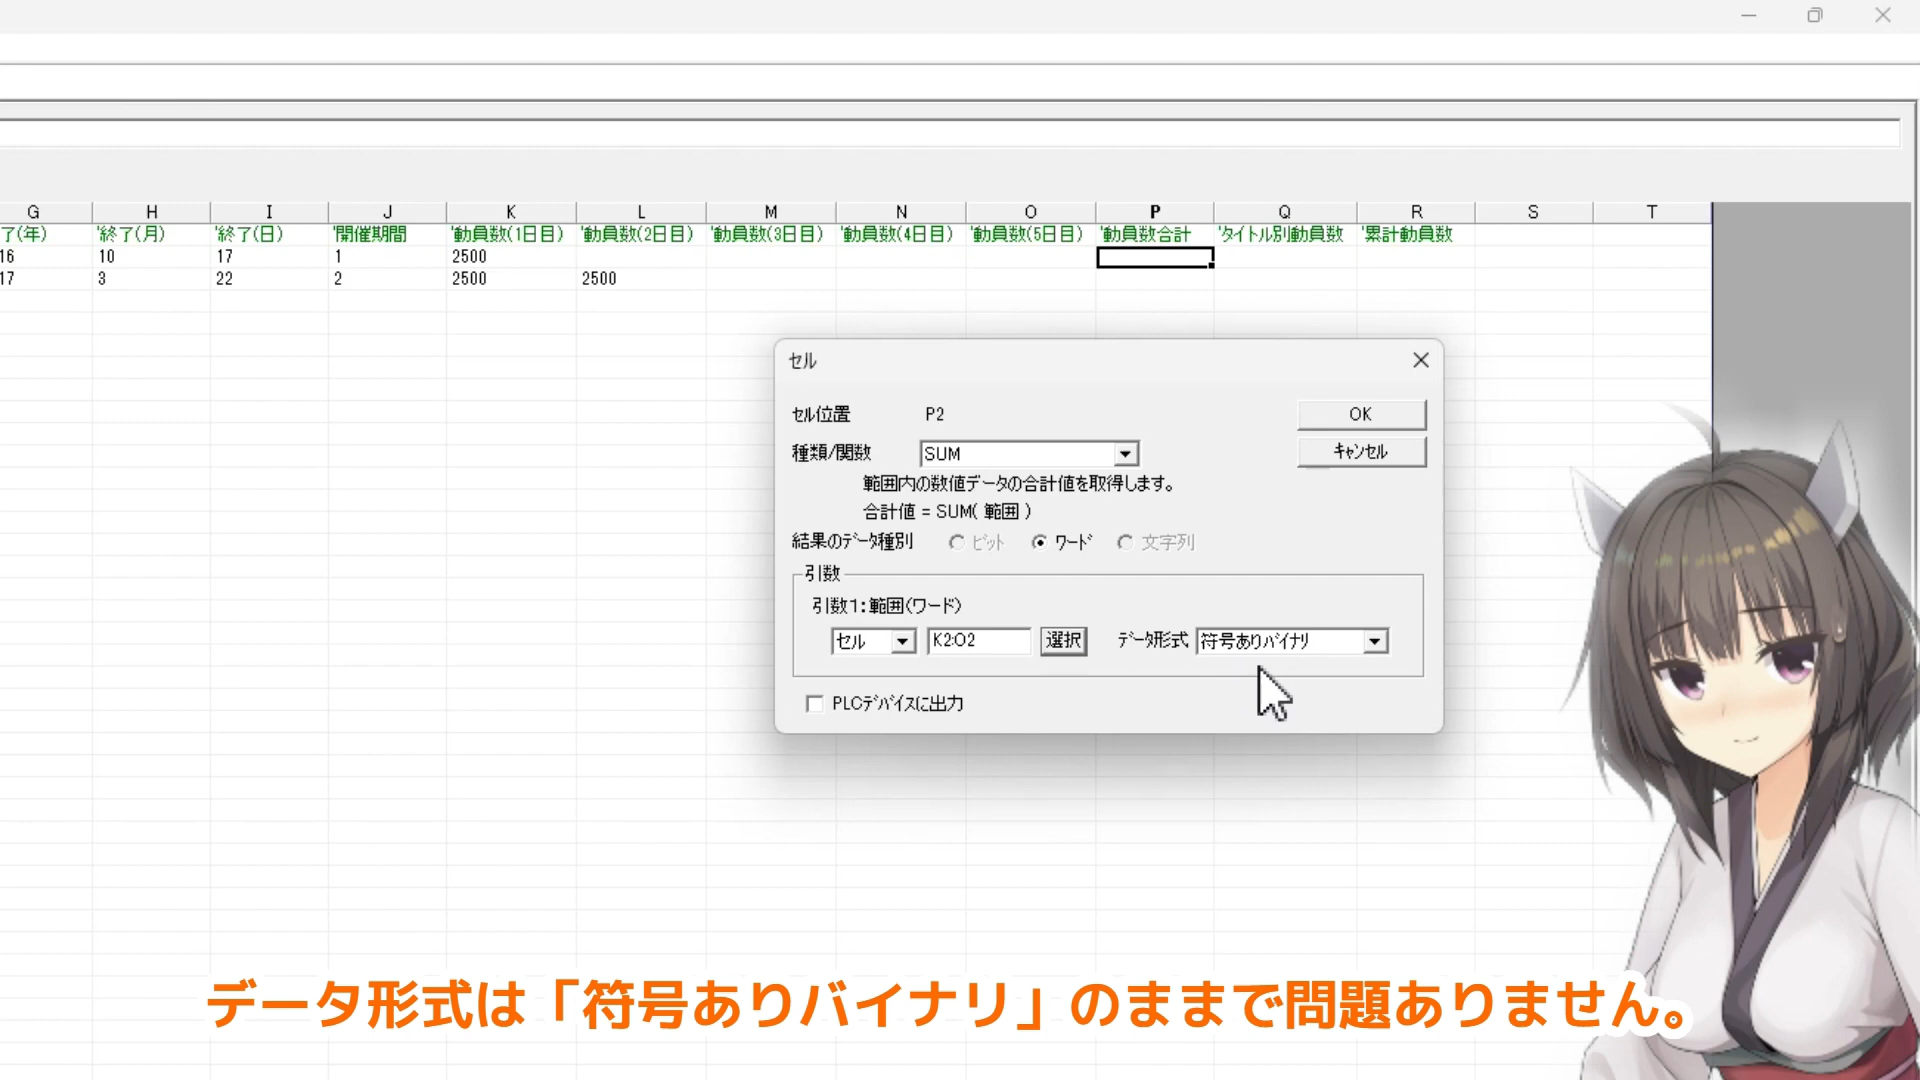 G H I J K L M N O P Q R S T
了(年) '終了(月) '終了(日) '開催期間 '動員数(1日目) '動員数(2日目) '動員数(3日目) '動員数(4日目) '動員数(5日目) '動員数合計 'タイトル別動員数 '累計動員数
16 10 17 1 2500
17 3 22 2 2500 2500
セル
セル位置 P2 OK
種類/関数 SUM キャンセル
範囲内の数値データの合計値を取得します。
合計値 = SUM( 範囲 )
結果のデータ種別 ビット ワード 文字列
引数
引数1:範囲(ワード)
セル K2:O2 選択 データ形式 符号ありバイナリ
PLCデバイスに出力
データ形式は「符号ありバイナリ」のままで問題ありません。